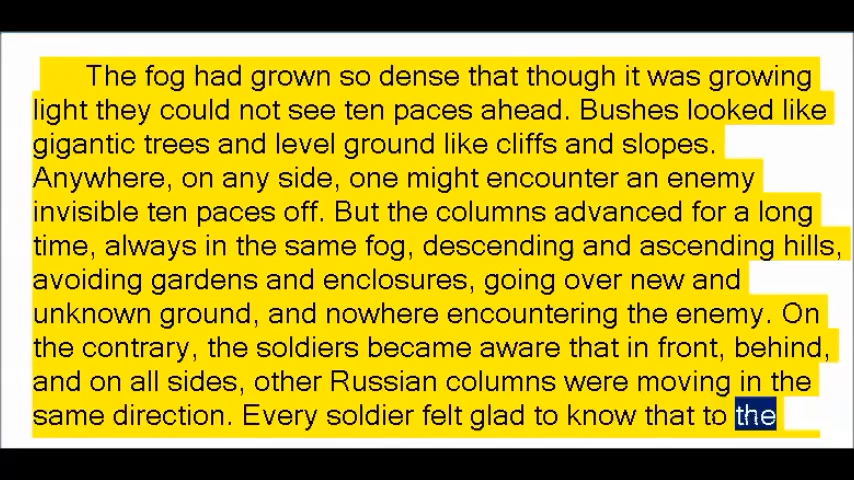 The fog had grown so dense that though it was growing
light they could not see ten paces ahead. Bushes looked like
gigantic trees and level ground like cliffs and slopes.
Anywhere, on any side, one might encounter an enemy
invisible ten paces off. But the columns advanced for a long
time, always in the same fog, descending and ascending hills,
avoiding gardens and enclosures, going over new and
unknown ground, and nowhere encountering the enemy. On
the contrary, the soldiers became aware that in front, behind,
and on all sides, other Russian columns were moving in the
same direction. Every soldier felt glad to know that to the